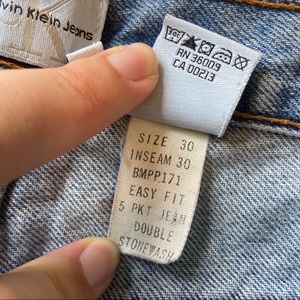 vin Klein Jeans
30°
RN 36009
CA 00213
SIZE 30
INSEAM 30
BMPP171
EASY FIT
5 PKT JEAN
DOUBLE
STONEWASH